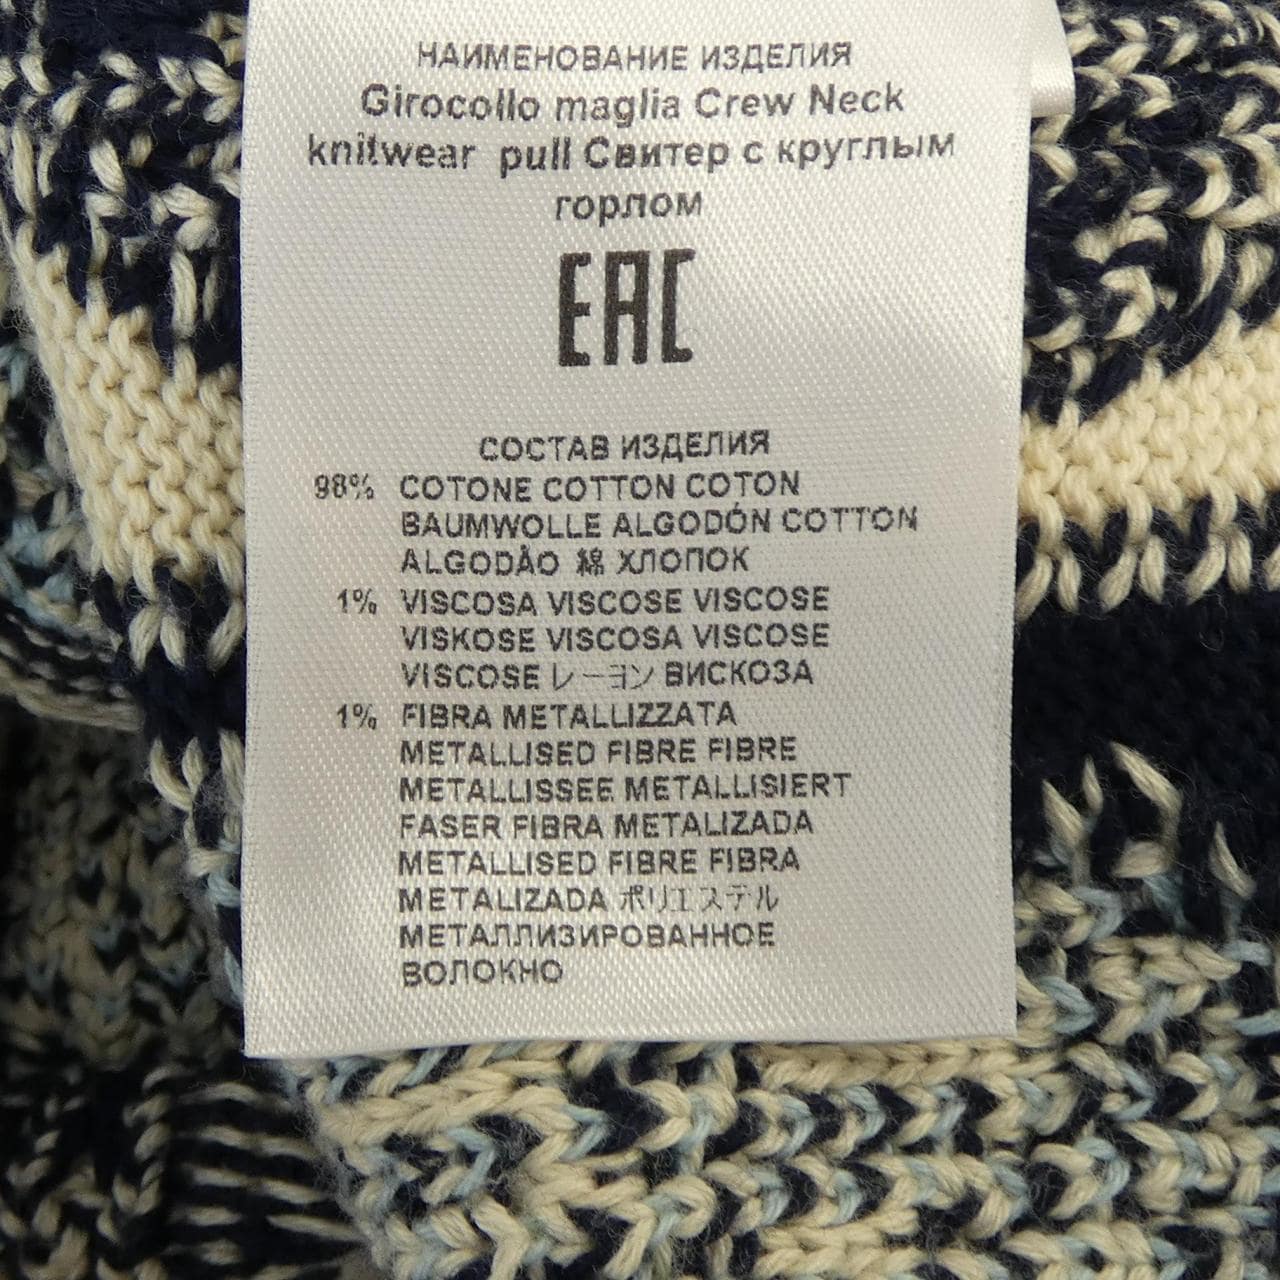 НАИМЕНОВАНИЕ ИЗДЕЛИЯ
Girocollo maglia Crew Neck
knitwear pull Свитер с круглым
горлом
EAC
СОСТАВ ИЗДЕЛИЯ
98% COTONE COTTON COTON
BAUMWOLLE ALGODÓN COTTON
ALGODÃO 綿 ХЛОПОК
1% VISCOSA VISCOSE VISCOSE
VISKOSE VISCOSA VISCOSE
VISCOSE レーヨン ВИСКОЗА
1% FIBRA METALLIZZATA
METALLISED FIBRE FIBRE
METALLISEE METALLISIERT
FASER FIBRA METALIZADA
METALLISED FIBRE FIBRA
METALIZADA ポリエステル
МЕТАЛЛИЗИРОВАННОЕ
ВОЛОКНО